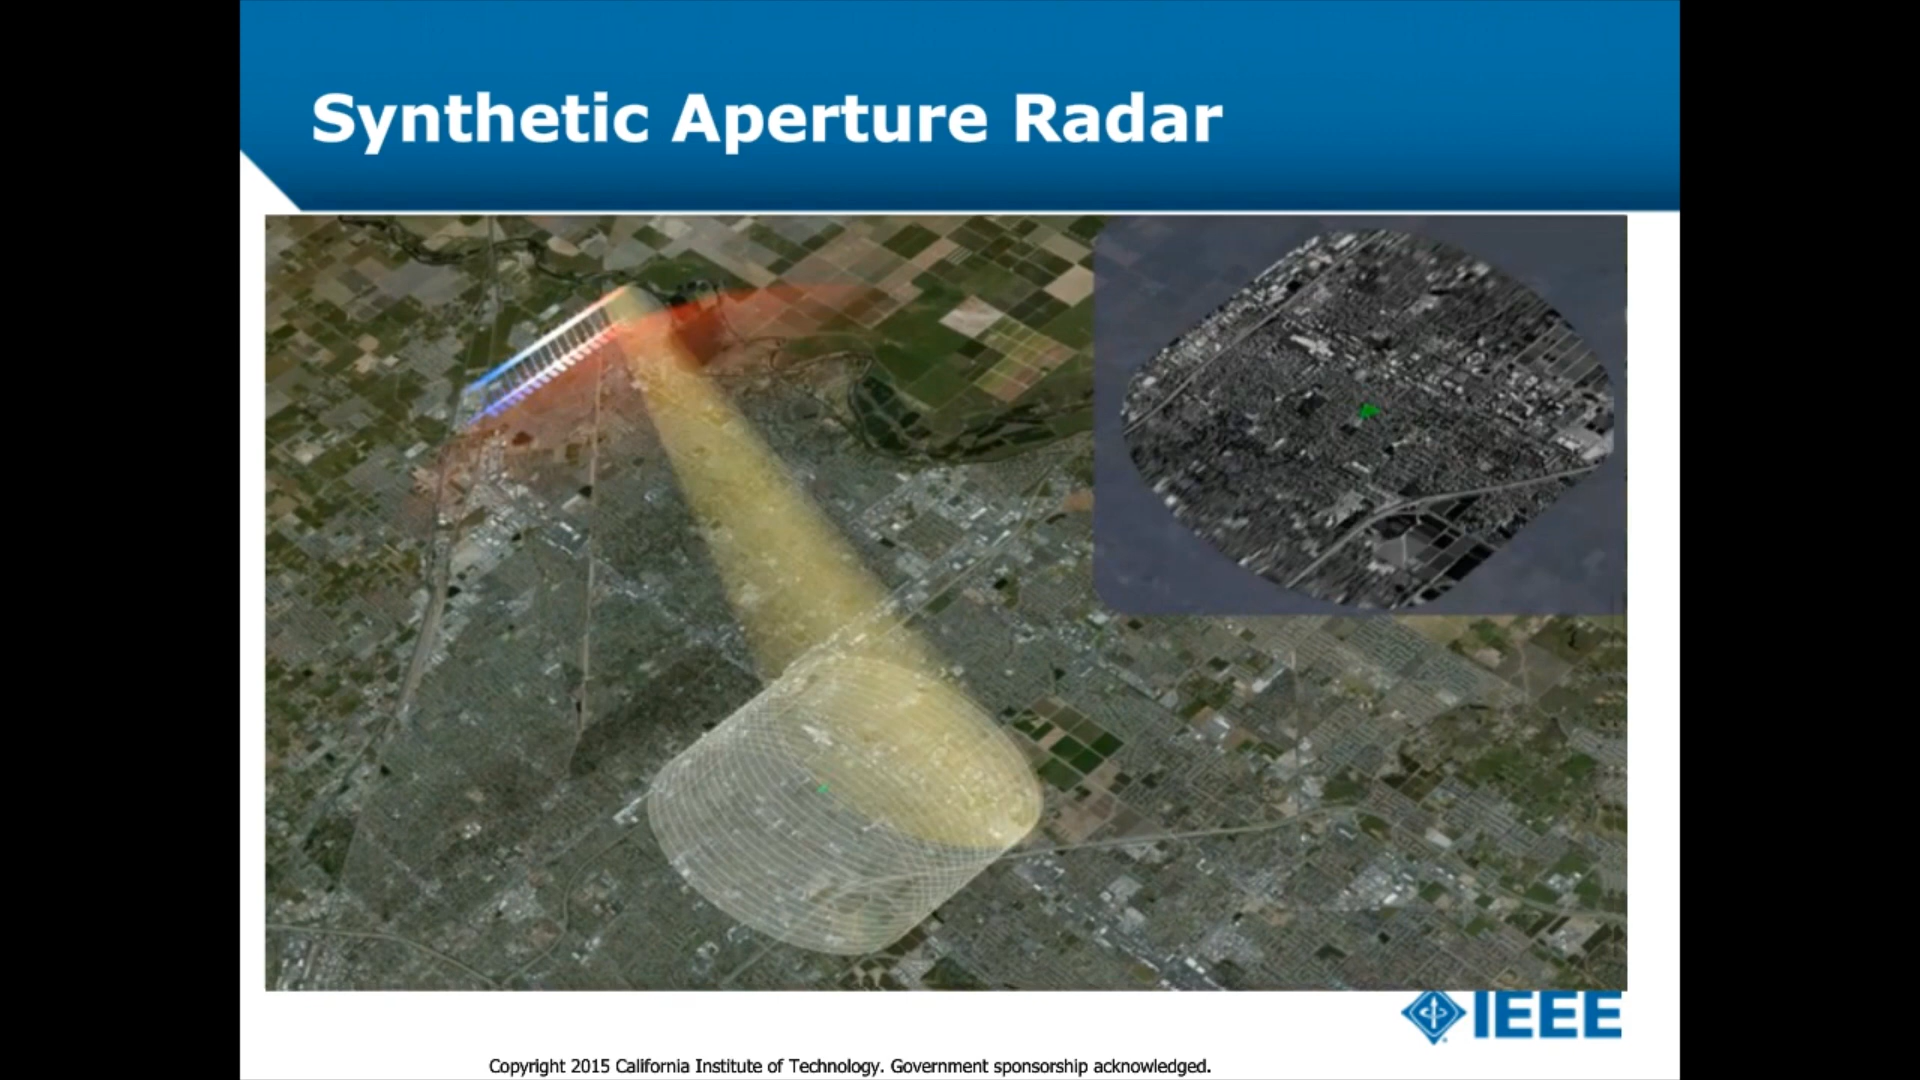 Synthetic Aperture Radar
IEEE
Copyright 2015 California Institute of Technology. Government sponsorship acknowledged.